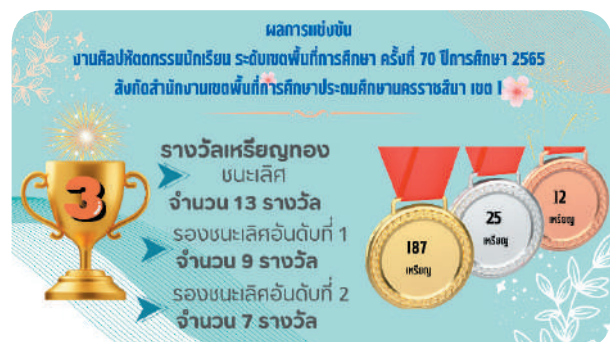 ผลการแข่งขัน
งานศิลปหัตถกรรมนักเรียน ระดับเขตพื้นที่การศึกษา ครั้งที่ 70 ปีการศึกษา 2565
สังกัดสำนักงานเขตพื้นที่การศึกษาประถมศึกษานครราชสีมา เขต 1
3
รางวัลเหรียญทอง
ชนะเลิศ
จำนวน 13 รางวัล
รองชนะเลิศอันดับที่ 1
จำนวน 9 รางวัล
รองชนะเลิศอันดับที่ 2
จำนวน 7 รางวัล
187
เหรียญ
25
เหรียญ
12
เหรียญ